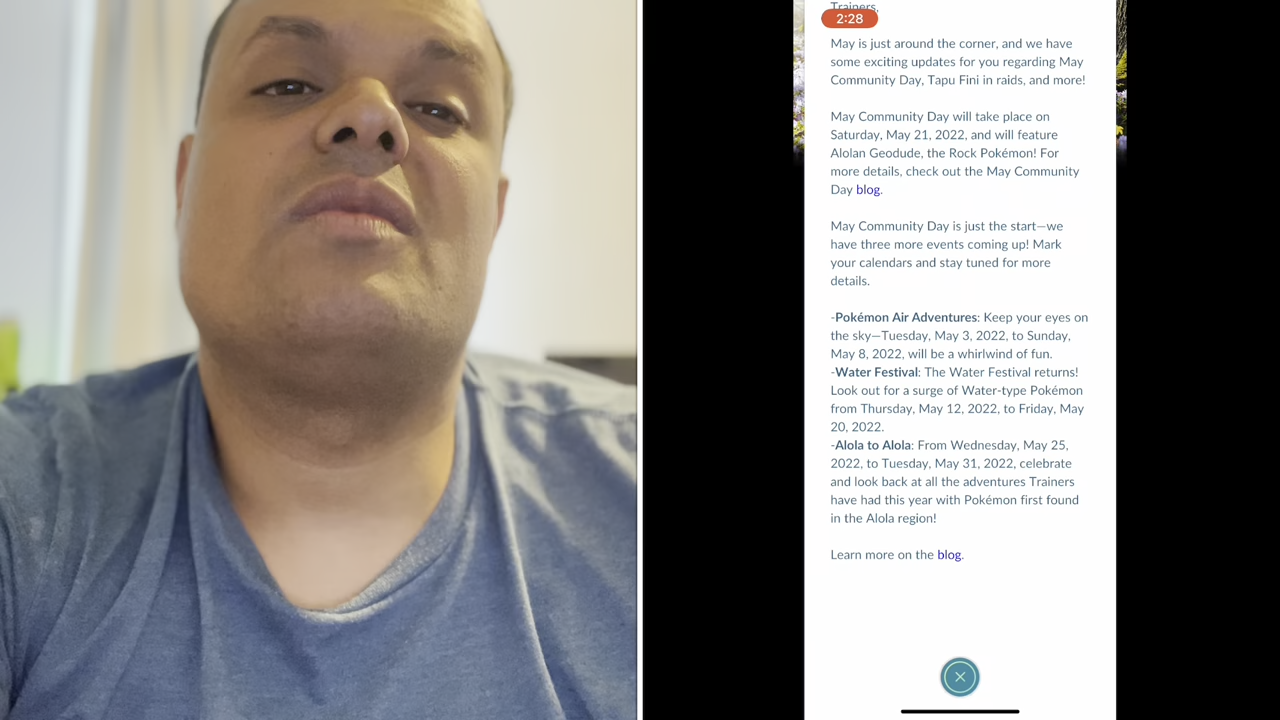 Trainers,
2:28
May is just around the corner, and we have
some exciting updates for you regarding May
Community Day, Tapu Fini in raids, and more!
May Community Day will take place on
Saturday, May 21, 2022, and will feature
Alolan Geodude, the Rock Pokémon! For
more details, check out the May Community
Day blog.
May Community Day is just the start—we
have three more events coming up! Mark
your calendars and stay tuned for more
details.
-Pokémon Air Adventures: Keep your eyes on
the sky—Tuesday, May 3, 2022, to Sunday,
May 8, 2022, will be a whirlwind of fun.
-Water Festival: The Water Festival returns!
Look out for a surge of Water-type Pokémon
from Thursday, May 12, 2022, to Friday, May
20, 2022.
-Alola to Alola: From Wednesday, May 25,
2022, to Tuesday, May 31, 2022, celebrate
and look back at all the adventures Trainers
have had this year with Pokémon first found
in the Alola region!
Learn more on the blog.